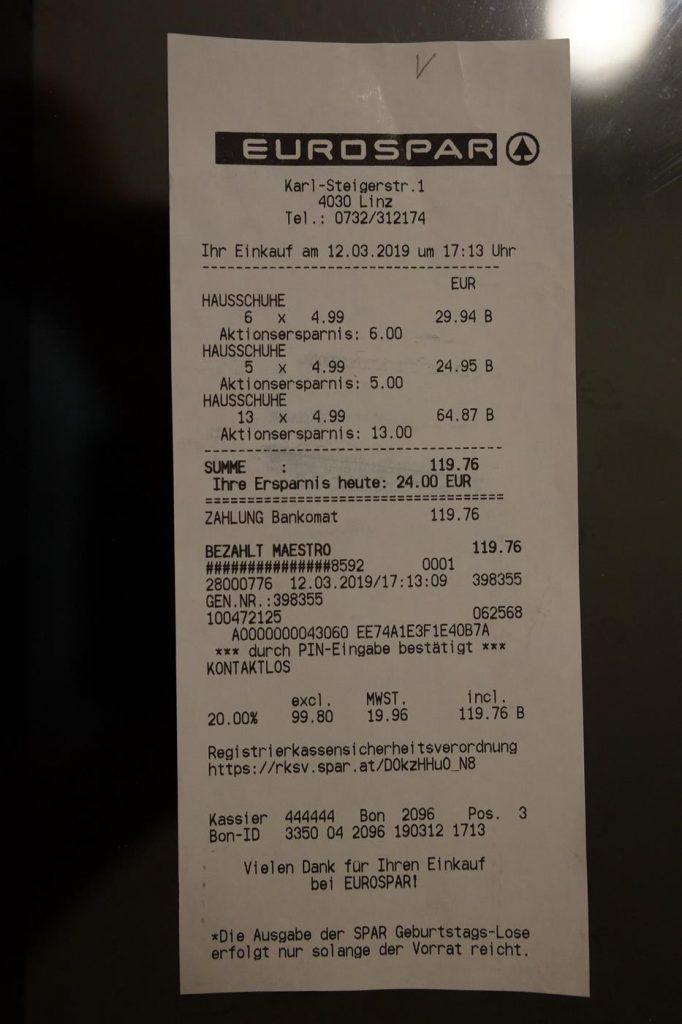 EUROSPAR
Karl-Steigerstr.1
4030 Linz
Tel.: 0732/312174
Ihr Einkauf am 12.03.2019 um 17:13 Uhr
------------------------------------
EUR
HAUSSCHUHE
6 x 4.99 29.94 B
Aktionsersparnis: 6.00
HAUSSCHUHE
5 x 4.99 24.95 B
Aktionsersparnis: 5.00
HAUSSCHUHE
13 x 4.99 64.87 B
Aktionsersparnis: 13.00
------------------------------------
SUMME : 119.76
Ihre Ersparnis heute: 24.00 EUR
====================================
ZAHLUNG Bankomat 119.76
BEZAHLT MAESTRO 119.76
###############8592 0001
28000776 12.03.2019/17:13:09 398355
GEN.NR.:398355
100472125 062568
A0000000043060 EE74A1E3F1E40B7A
*** durch PIN-Eingabe bestätigt ***
KONTAKTLOS
excl. MWST. incl.
20.00% 99.80 19.96 119.76 B
Registrierkassensicherheitsverordnung
https://rksv.spar.at/DOkzHHuO_N8
Kassier 444444 Bon 2096 Pos. 3
Bon-ID 3350 04 2096 190312 1713
Vielen Dank für Ihren Einkauf
bei EUROSPAR!
*Die Ausgabe der SPAR Geburtstags-Lose
erfolgt nur solange der Vorrat reicht.